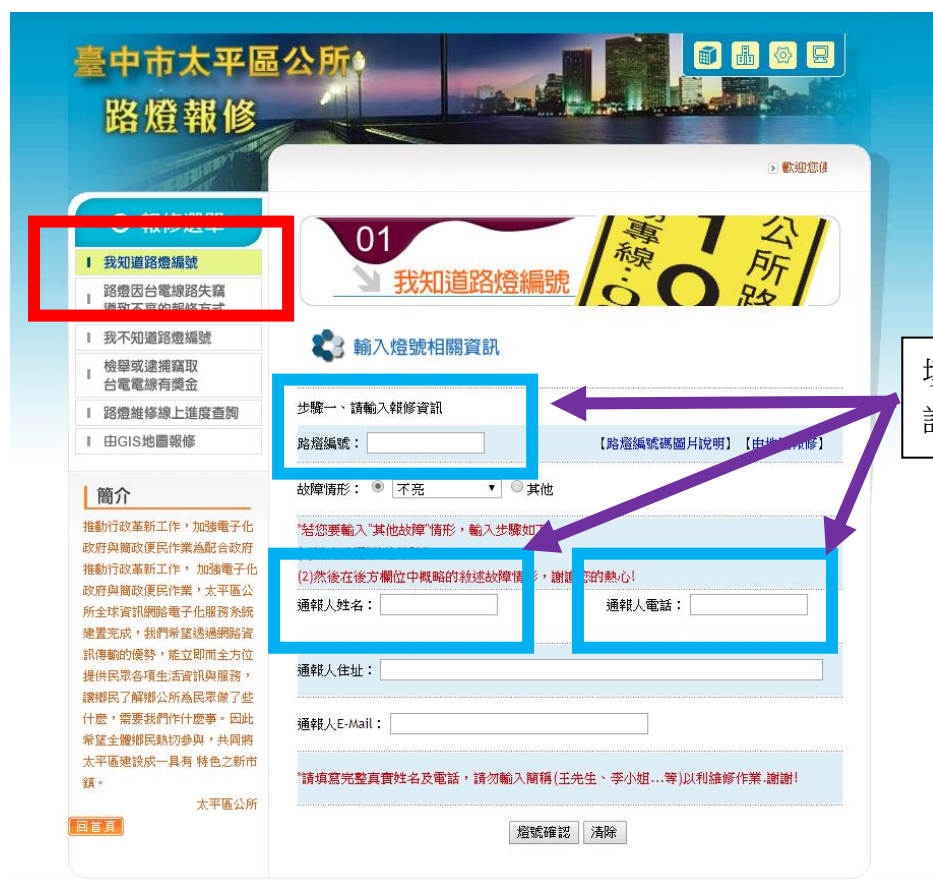 臺中市太平區公所
路燈報修
歡迎您使
我知道路燈編號
路燈因台電線路失竊
我不知道路燈編號
檢舉或逮捕竊取
台電電線有獎金
路燈維修線上進度查詢
由GIS地圖報修
簡介
推動行政革新工作，加強電子化
政府與簡政便民作業為配合政府
推動行政革新工作， 加強電子化
政府與簡政便民作業，太平區公
所全球資訊網路電子化服務系統
建置完成，我們希望透過網路資
訊傳輸的優勢，能立即而全方位
提供民眾各項生活資訊與服務，
讓鄉民了解鄉公所為民眾做了些
什麼，需要我們作什麼事。因此
希望全體鄉民熱切參與，共同將
太平區建設成一具有 特色之新市
鎮。
太平區公所
回首頁
01
我知道路燈編號
專線：
1
公所路
輸入燈號相關資訊
步驟一、請輸入報修資訊
路燈編號： 【路燈編號碼圖片說明】【由地圖報修】
故障情形： 不亮 其他
*若您要輸入"其他故障"情形，輸入步驟如下
(2)然後在後方欄位中概略的敘述故障情形，謝謝您的熱心!
通報人姓名： 通報人電話：
通報人住址：
通報人E-Mail：
*請填寫完整真實姓名及電話，請勿輸入簡稱(王先生、李小姐...等)以利維修作業.謝謝!
燈號確認 清除